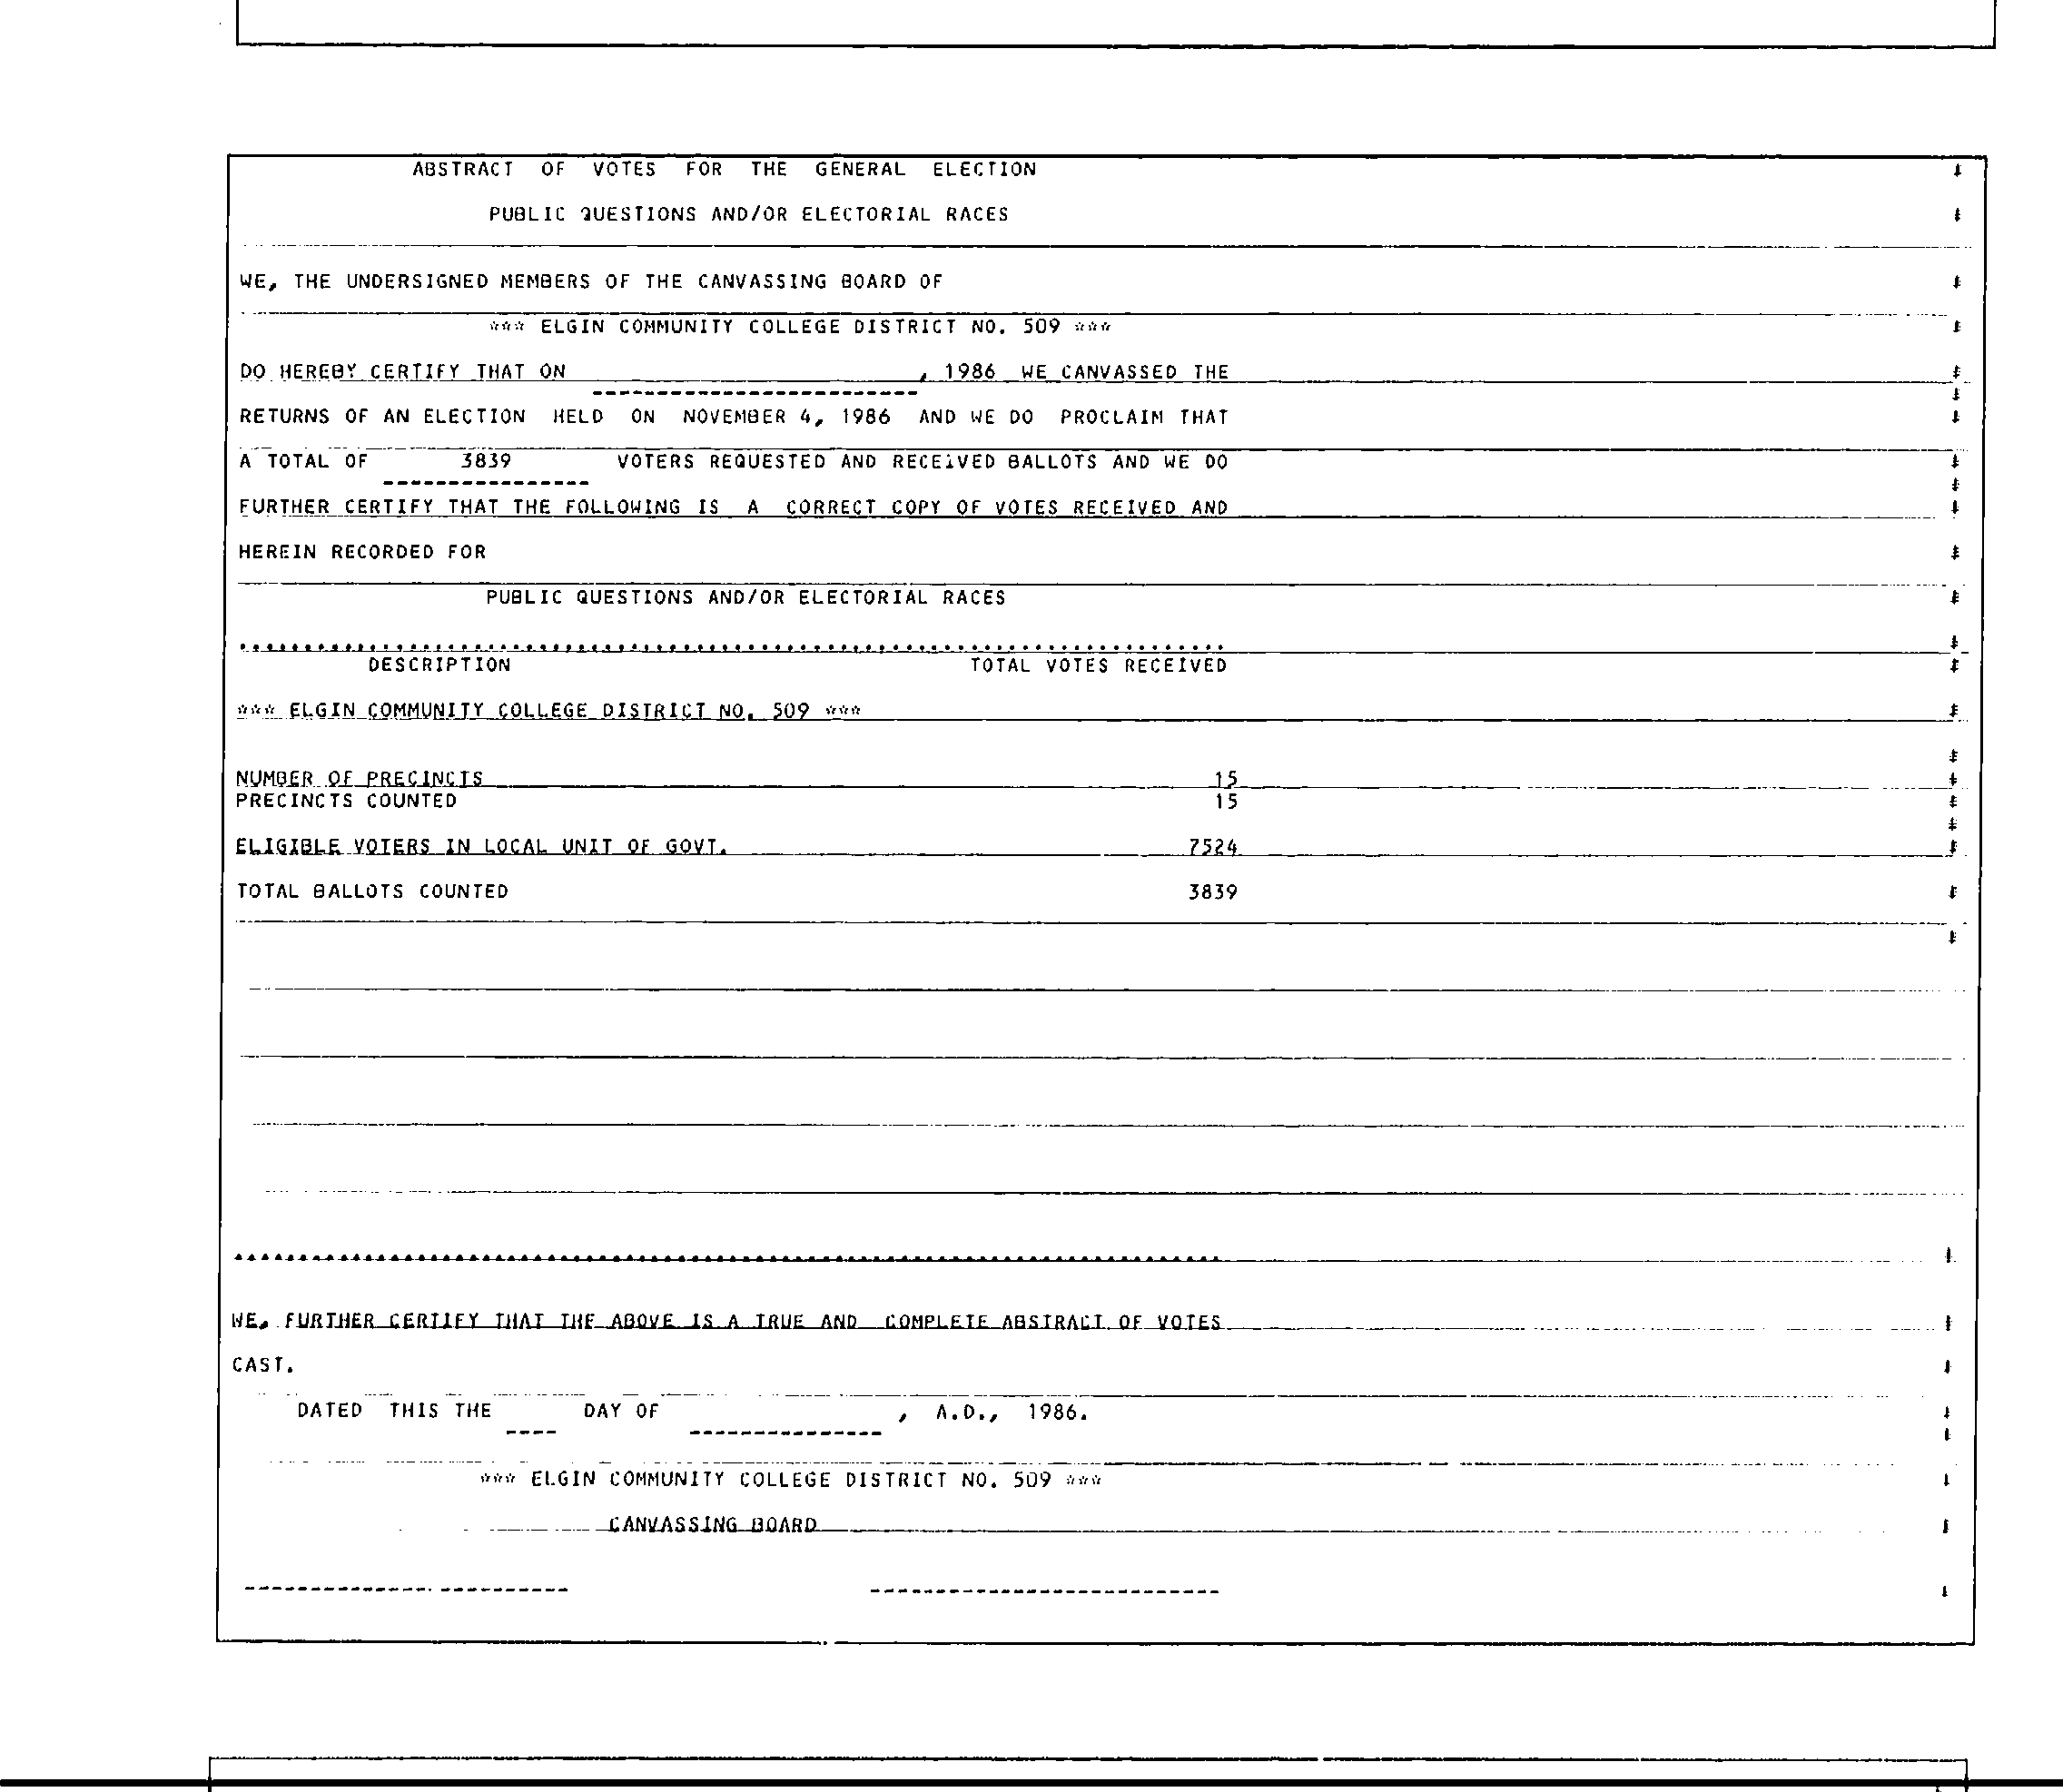 ABSTRACT OF VOTES FOR THE GENERAL ELECTION
PUBLIC QUESTIONS AND/OR ELECTORIAL RACES
WE, THE UNDERSIGNED MEMBERS OF THE CANVASSING BOARD OF
*** ELGIN COMMUNITY COLLEGE DISTRICT NO. 509 ***
DO HEREBY CERTIFY THAT ON , 1986 WE CANVASSED THE
RETURNS OF AN ELECTION HELD ON NOVEMBER 4, 1986 AND WE DO PROCLAIM THAT
A TOTAL OF 3839 VOTERS REQUESTED AND RECEIVED BALLOTS AND WE DO
FURTHER CERTIFY THAT THE FOLLOWING IS A CORRECT COPY OF VOTES RECEIVED AND
HEREIN RECORDED FOR
PUBLIC QUESTIONS AND/OR ELECTORIAL RACES
DESCRIPTION TOTAL VOTES RECEIVED
*** ELGIN COMMUNITY COLLEGE DISTRICT NO. 509 ***
NUMBER OF PRECINCTS 15
PRECINCTS COUNTED 15
ELIGIBLE VOTERS IN LOCAL UNIT OF GOVT. 7524
TOTAL BALLOTS COUNTED 3839
WE, FURTHER CERTIFY THAT THE ABOVE IS A TRUE AND COMPLETE ABSTRACT OF VOTES
CAST.
DATED THIS THE ---- DAY OF --------------- , A.D., 1986.
*** ELGIN COMMUNITY COLLEGE DISTRICT NO. 509 ***
CANVASSING BOARD